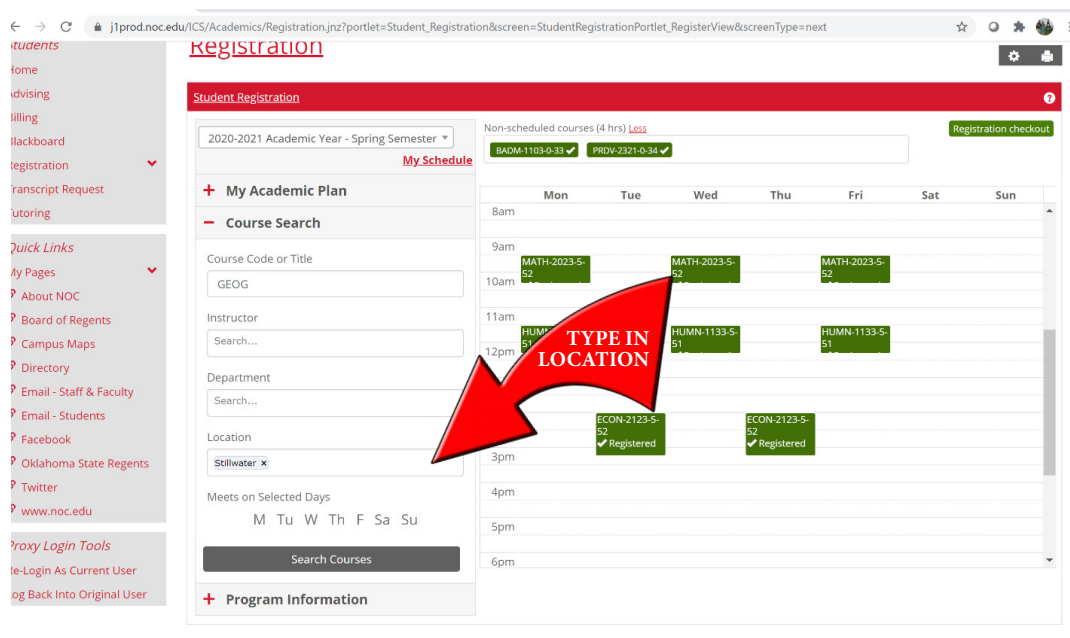 j1prod.noc.edu/ICS/Academics/Registration.jnz?portlet=Student_Registration&screen=StudentRegistrationPortlet_RegisterView&screenType=next
Students
Home
Advising
Billing
Blackboard
Registration
Transcript Request
Tutoring
Quick Links
My Pages
About NOC
Board of Regents
Campus Maps
Directory
Email - Staff & Faculty
Email - Students
Facebook
Oklahoma State Regents
Twitter
www.noc.edu
Proxy Login Tools
Re-Login As Current User
Log Back Into Original User
Registration
Student Registration
2020-2021 Academic Year - Spring Semester
My Schedule
+ My Academic Plan
− Course Search
Course Code or Title
GEOG
Instructor
Search...
Department
Search...
Location
Stillwater ×
Meets on Selected Days
M Tu W Th F Sa Su
Search Courses
+ Program Information
Non-scheduled courses (4 hrs) Less
BADM-1103-0-33 ✔ PRDV-2321-0-34 ✔
Registration checkout
Mon Tue Wed Thu Fri Sat Sun
8am
9am
MATH-2023-5- MATH-2023-5- MATH-2023-5-
52 52 52
10am
11am
HUMN-1133-5- HUMN-1133-5-
51 51 51
12pm
TYPE IN
LOCATION
ECON-2123-5- ECON-2123-5-
52 52
✔ Registered ✔ Registered
3pm
4pm
5pm
6pm